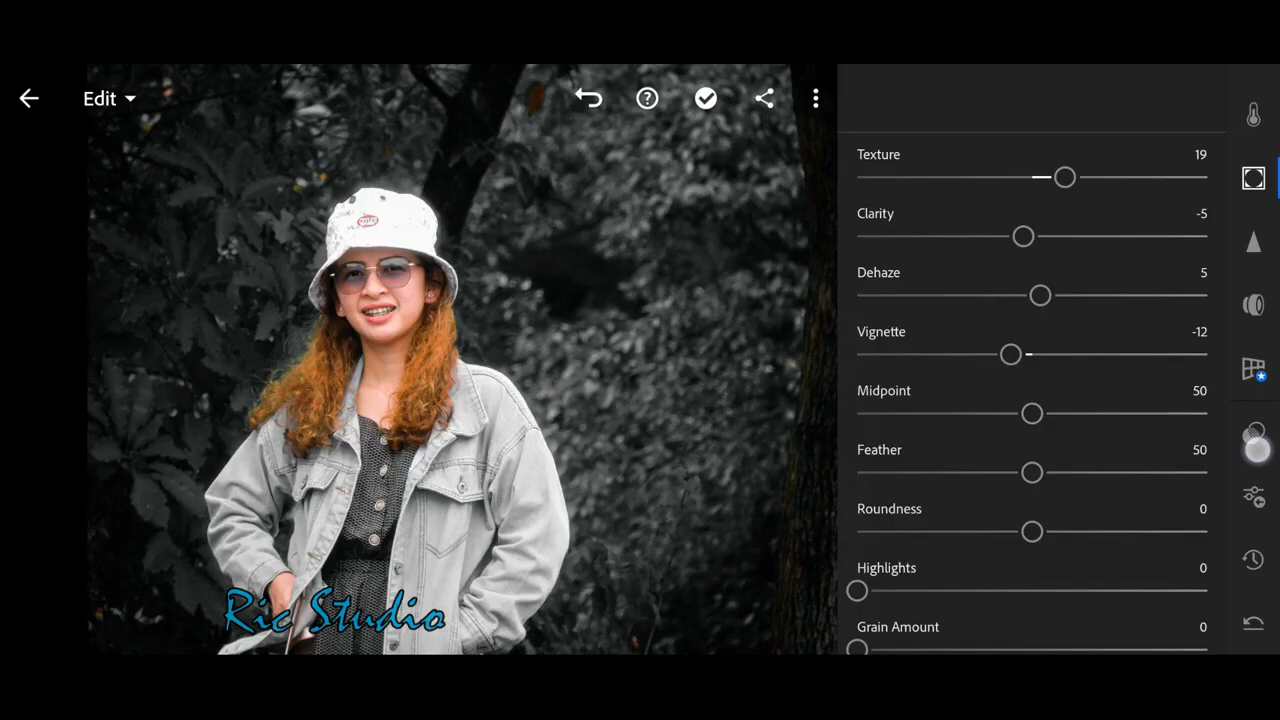 Edit
Texture 19
Clarity -5
Dehaze 5
Vignette -12
Midpoint 50
Feather 50
Roundness 0
Highlights 0
Grain Amount 0
Ric Studio